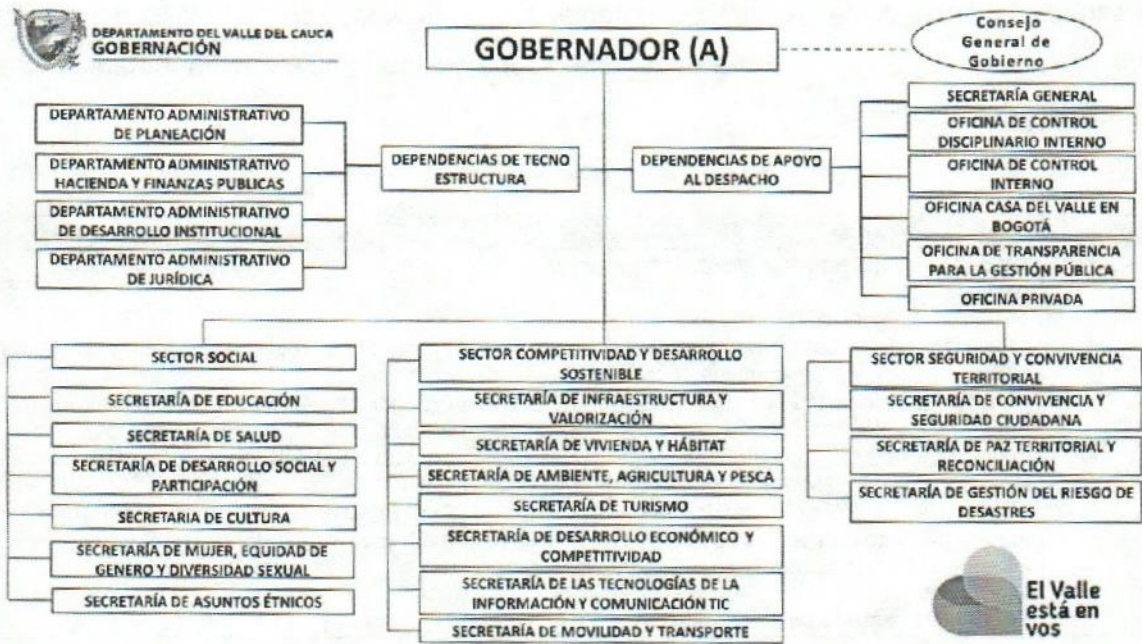 DEPARTAMENTO DEL VALLE DEL CAUCA
GOBERNACIÓN
GOBERNADOR (A)
Consejo
General de
Gobierno
DEPARTAMENTO ADMINISTRATIVO
DE PLANEACIÓN
DEPARTAMENTO ADMINISTRATIVO
HACIENDA Y FINANZAS PUBLICAS
DEPARTAMENTO ADMINISTRATIVO
DE DESARROLLO INSTITUCIONAL
DEPARTAMENTO ADMINISTRATIVO
DE JURÍDICA
DEPENDENCIAS DE TECNO
ESTRUCTURA
DEPENDENCIAS DE APOYO
AL DESPACHO
SECRETARÍA GENERAL
OFICINA DE CONTROL
DISCIPLINARIO INTERNO
OFICINA DE CONTROL
INTERNO
OFICINA CASA DEL VALLE EN
BOGOTÁ
OFICINA DE TRANSPARENCIA
PARA LA GESTIÓN PÚBLICA
OFICINA PRIVADA
SECTOR SOCIAL
SECRETARÍA DE EDUCACIÓN
SECRETARÍA DE SALUD
SECRETARÍA DE DESARROLLO SOCIAL Y
PARTICIPACIÓN
SECRETARIA DE CULTURA
SECRETARÍA DE MUJER, EQUIDAD DE
GENERO Y DIVERSIDAD SEXUAL
SECRETARÍA DE ASUNTOS ÉTNICOS
SECTOR COMPETITIVIDAD Y DESARROLLO
SOSTENIBLE
SECRETARÍA DE INFRAESTRUCTURA Y
VALORIZACIÓN
SECRETARÍA DE VIVIENDA Y HÁBITAT
SECRETARÍA DE AMBIENTE, AGRICULTURA Y PESCA
SECRETARÍA DE TURISMO
SECRETARÍA DE DESARROLLO ECONÓMICO Y
COMPETITIVIDAD
SECRETARÍA DE LAS TECNOLOGÍAS DE LA
INFORMACIÓN Y COMUNICACIÓN TIC
SECRETARÍA DE MOVILIDAD Y TRANSPORTE
SECTOR SEGURIDAD Y CONVIVENCIA
TERRITORIAL
SECRETARÍA DE CONVIVENCIA Y
SEGURIDAD CIUDADANA
SECRETARÍA DE PAZ TERRITORIAL Y
RECONCILIACIÓN
SECRETARÍA DE GESTIÓN DEL RIESGO DE
DESASTRES
El Valle
está en
vos